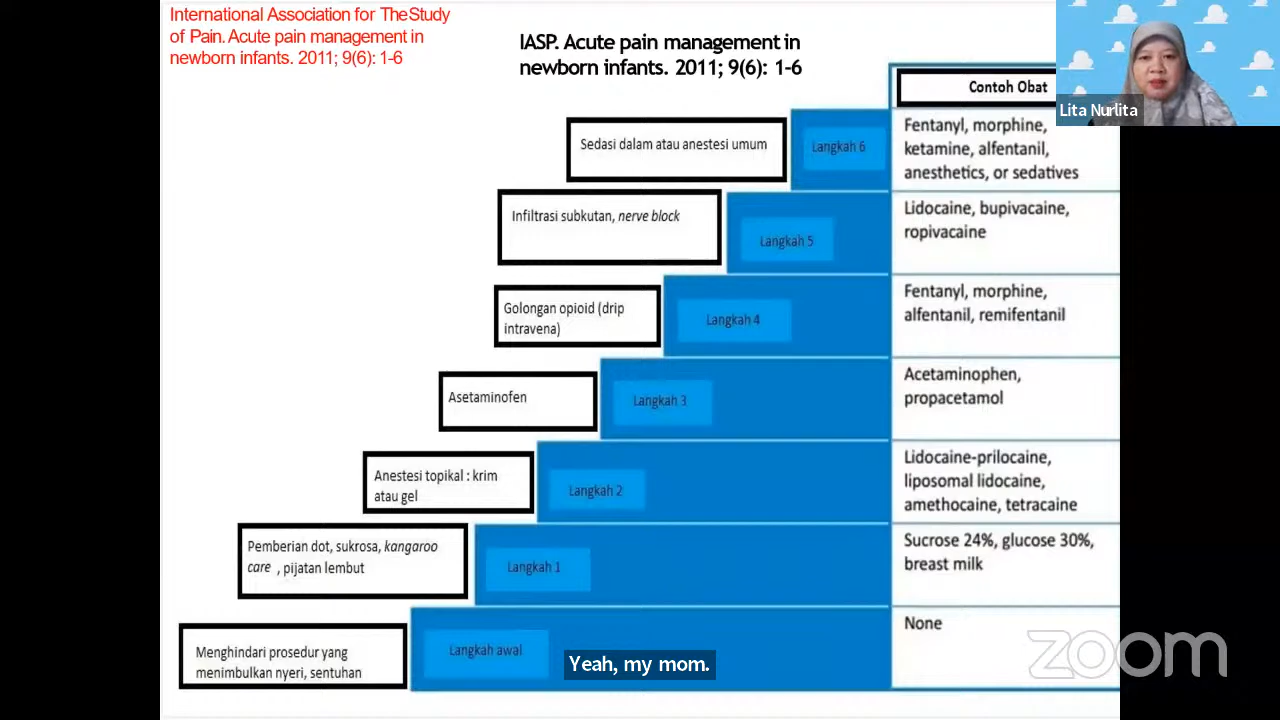 International Association for TheStudy
of Pain. Acute pain management in
newborn infants. 2011; 9(6): 1-6
IASP. Acute pain management in
newborn infants. 2011; 9(6): 1-6
Lita Nurlita
Contoh Obat
Sedasi dalam atau anestesi umum
Langkah 6
Fentanyl, morphine,
ketamine, alfentanil,
anesthetics, or sedatives
Infiltrasi subkutan, nerve block
Langkah 5
Lidocaine, bupivacaine,
ropivacaine
Golongan opioid (drip
intravena)
Langkah 4
Fentanyl, morphine,
alfentanil, remifentanil
Asetaminofen
Langkah 3
Acetaminophen,
propacetamol
Anestesi topikal : krim
atau gel
Langkah 2
Lidocaine-prilocaine,
liposomal lidocaine,
amethocaine, tetracaine
Pemberian dot, sukrosa, kangaroo
care , pijatan lembut
Langkah 1
Sucrose 24%, glucose 30%,
breast milk
Menghindari prosedur yang
menimbulkan nyeri, sentuhan
Langkah awal
None
Yeah, my mom.
zoom